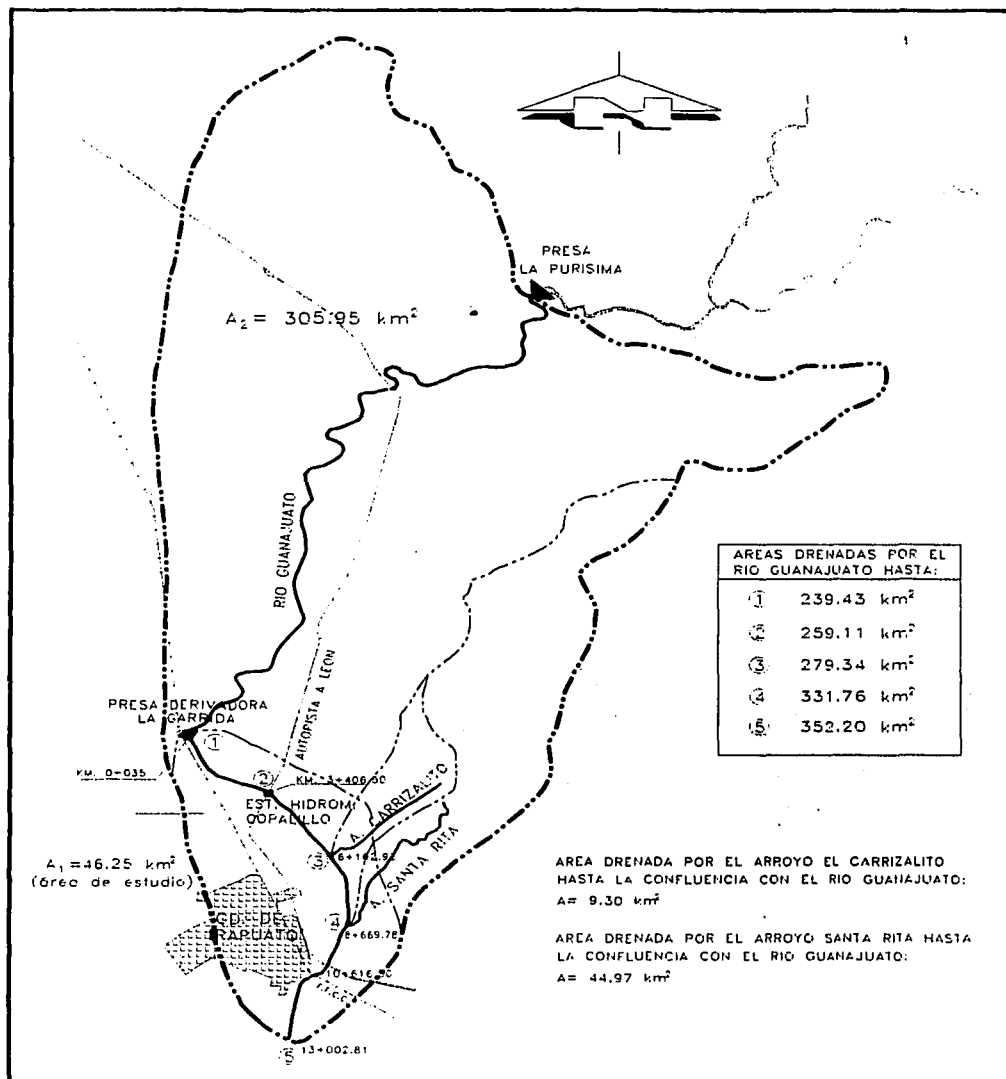 PRESA
LA PURISIMA
A₂ = 305.95 km²
RIO GUANAJUATO
AUTOPISTA A LEON
AREAS DRENADAS POR EL
RIO GUANAJUATO HASTA:
① 239.43 km²
② 259.11 km²
③ 279.34 km²
④ 331.76 km²
⑤ 352.20 km²
PRESA DERIVADORA
LA GARRIDA
①
KM. 0+035
②
KM. 3+406.50
EST. HIDROM.
COPALILLO
A. ARRIZALITO
③
A. SANTA RITA
A₁ = 46.25 km²
(área de estudio)
④
8+669.78
CD. DE
IRAPUATO
10+616.90
⑤ 13+002.81
AREA DRENADA POR EL ARROYO EL CARRIZALITO
HASTA LA CONFLUENCIA CON EL RIO GUANAJUATO:
A= 9.30 km²
AREA DRENADA POR EL ARROYO SANTA RITA HASTA
LA CONFLUENCIA CON EL RIO GUANAJUATO:
A= 44.97 km²